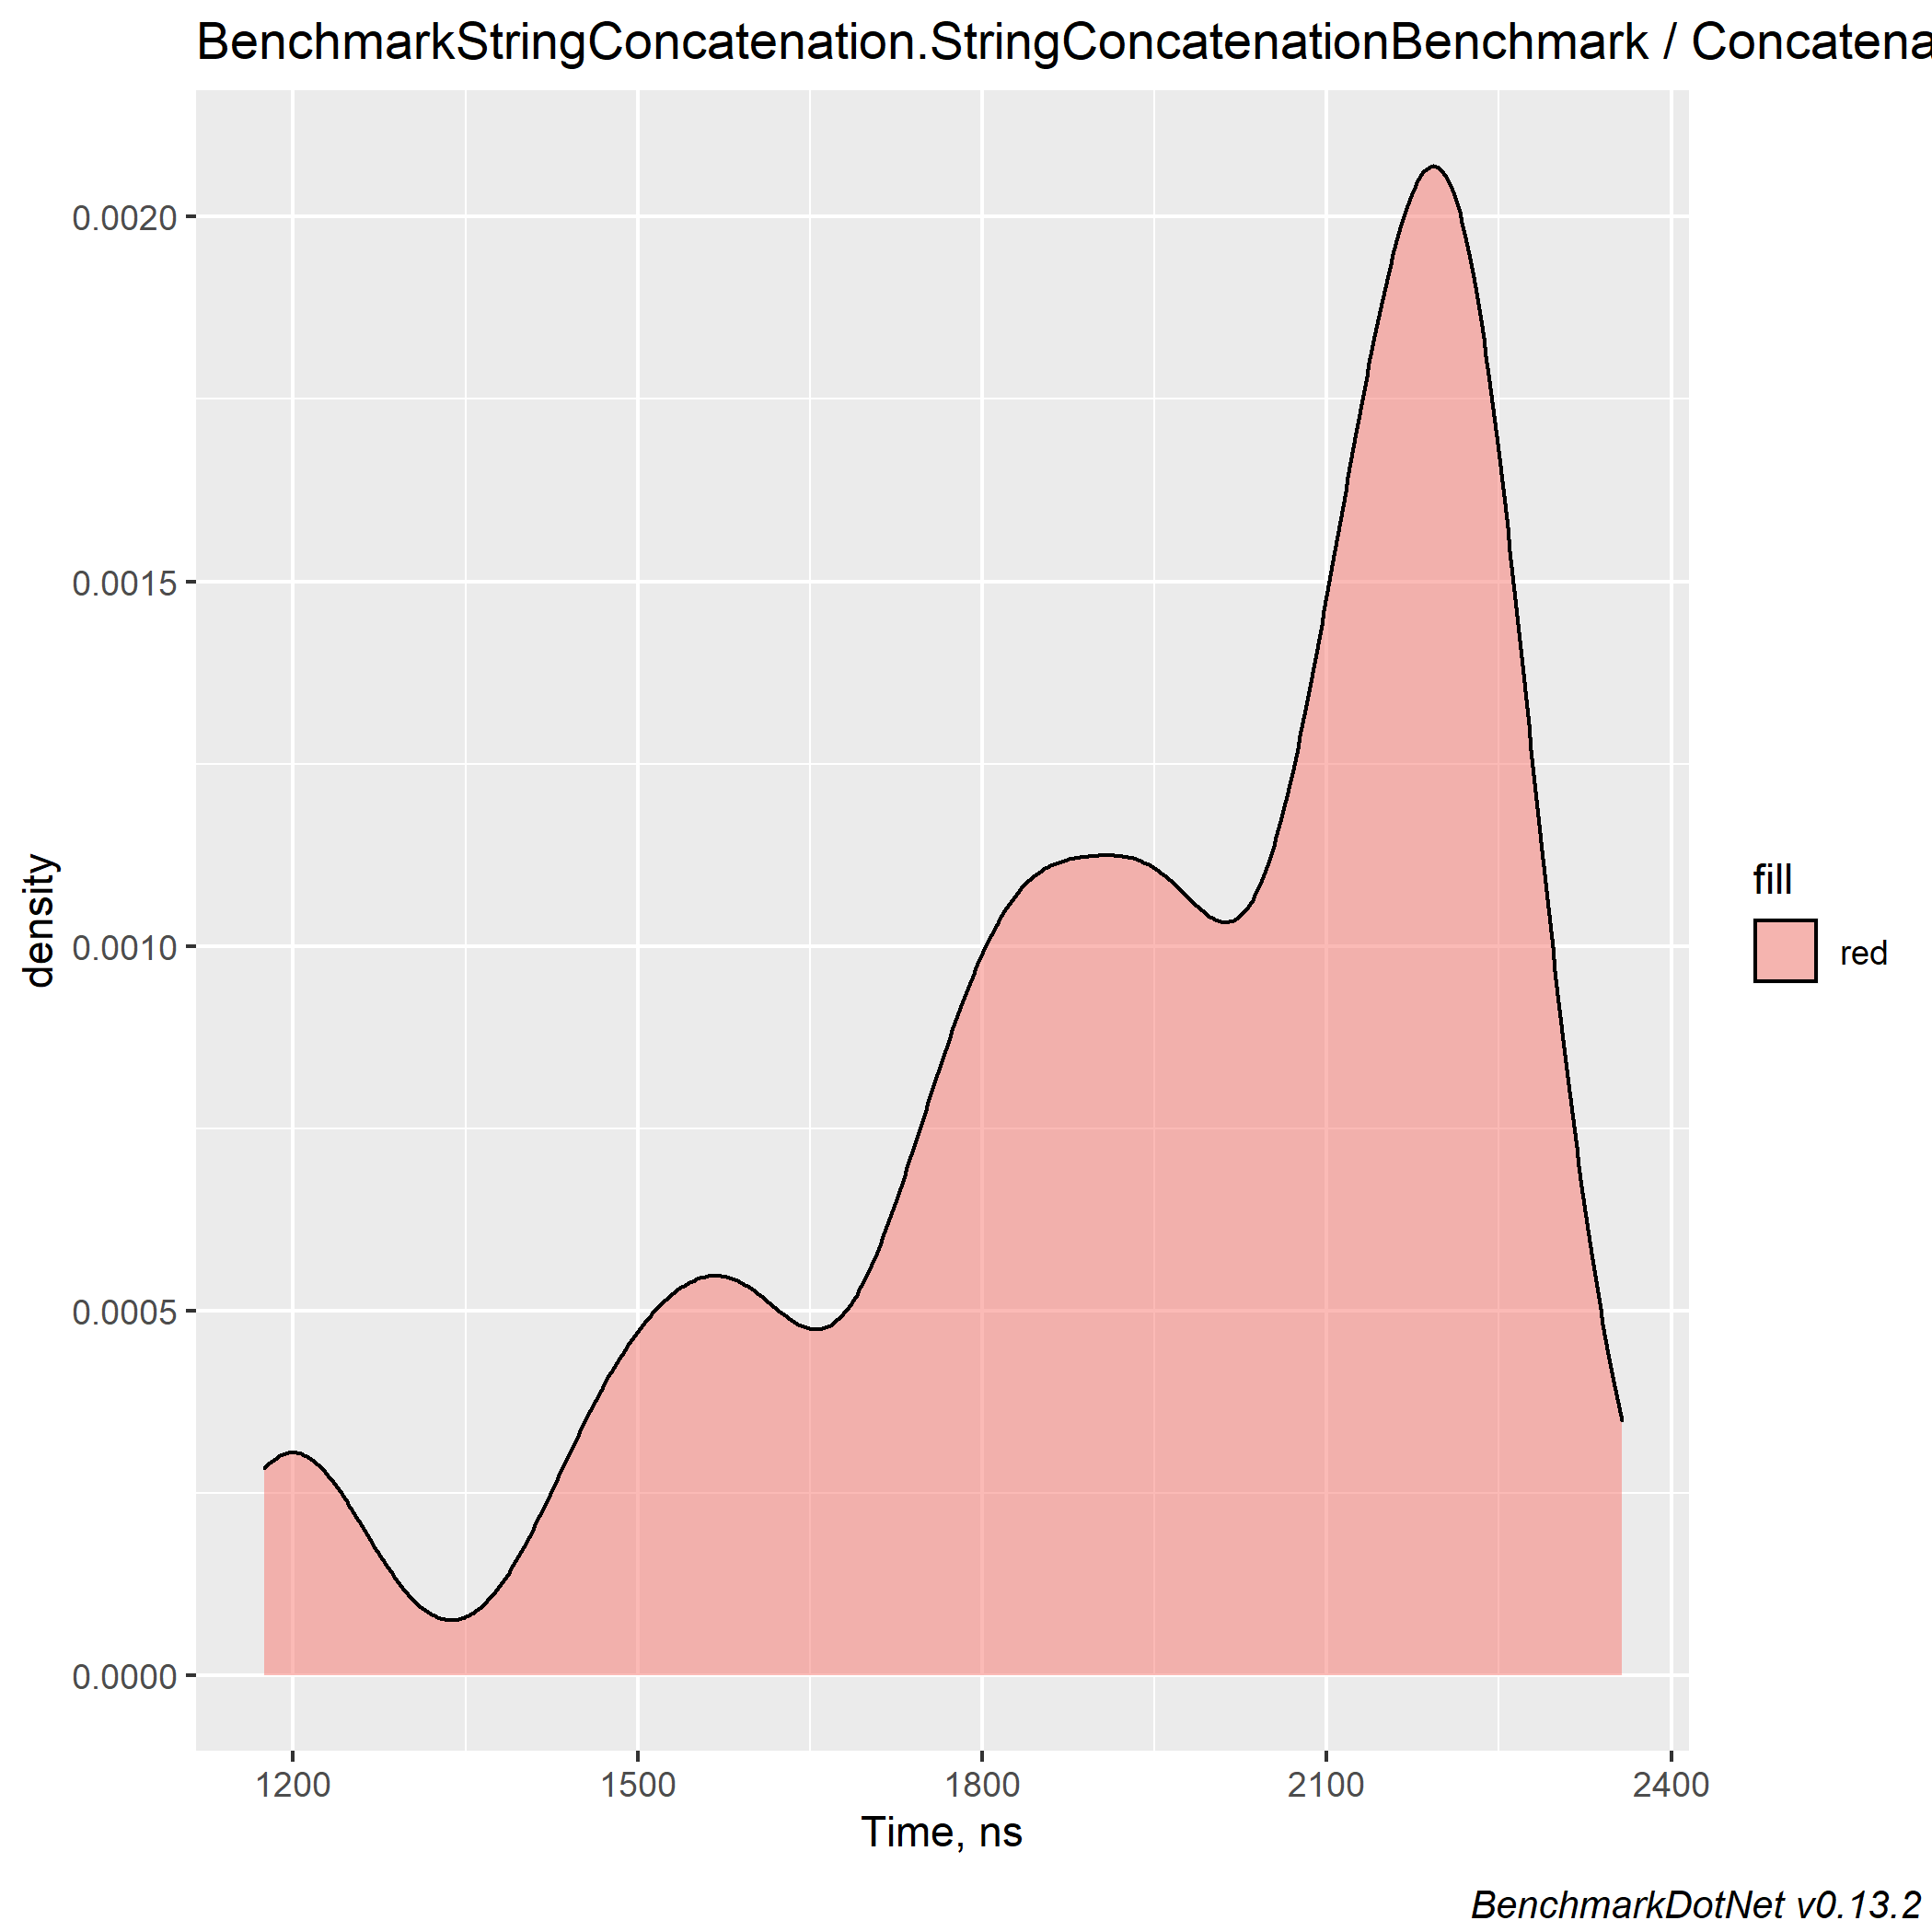 BenchmarkStringConcatenation.StringConcatenationBenchmark / Concatena
0.0020
0.0015
0.0010
0.0005
0.0000
density
1200 1500 1800 2100 2400
Time, ns
fill
red
BenchmarkDotNet v0.13.2